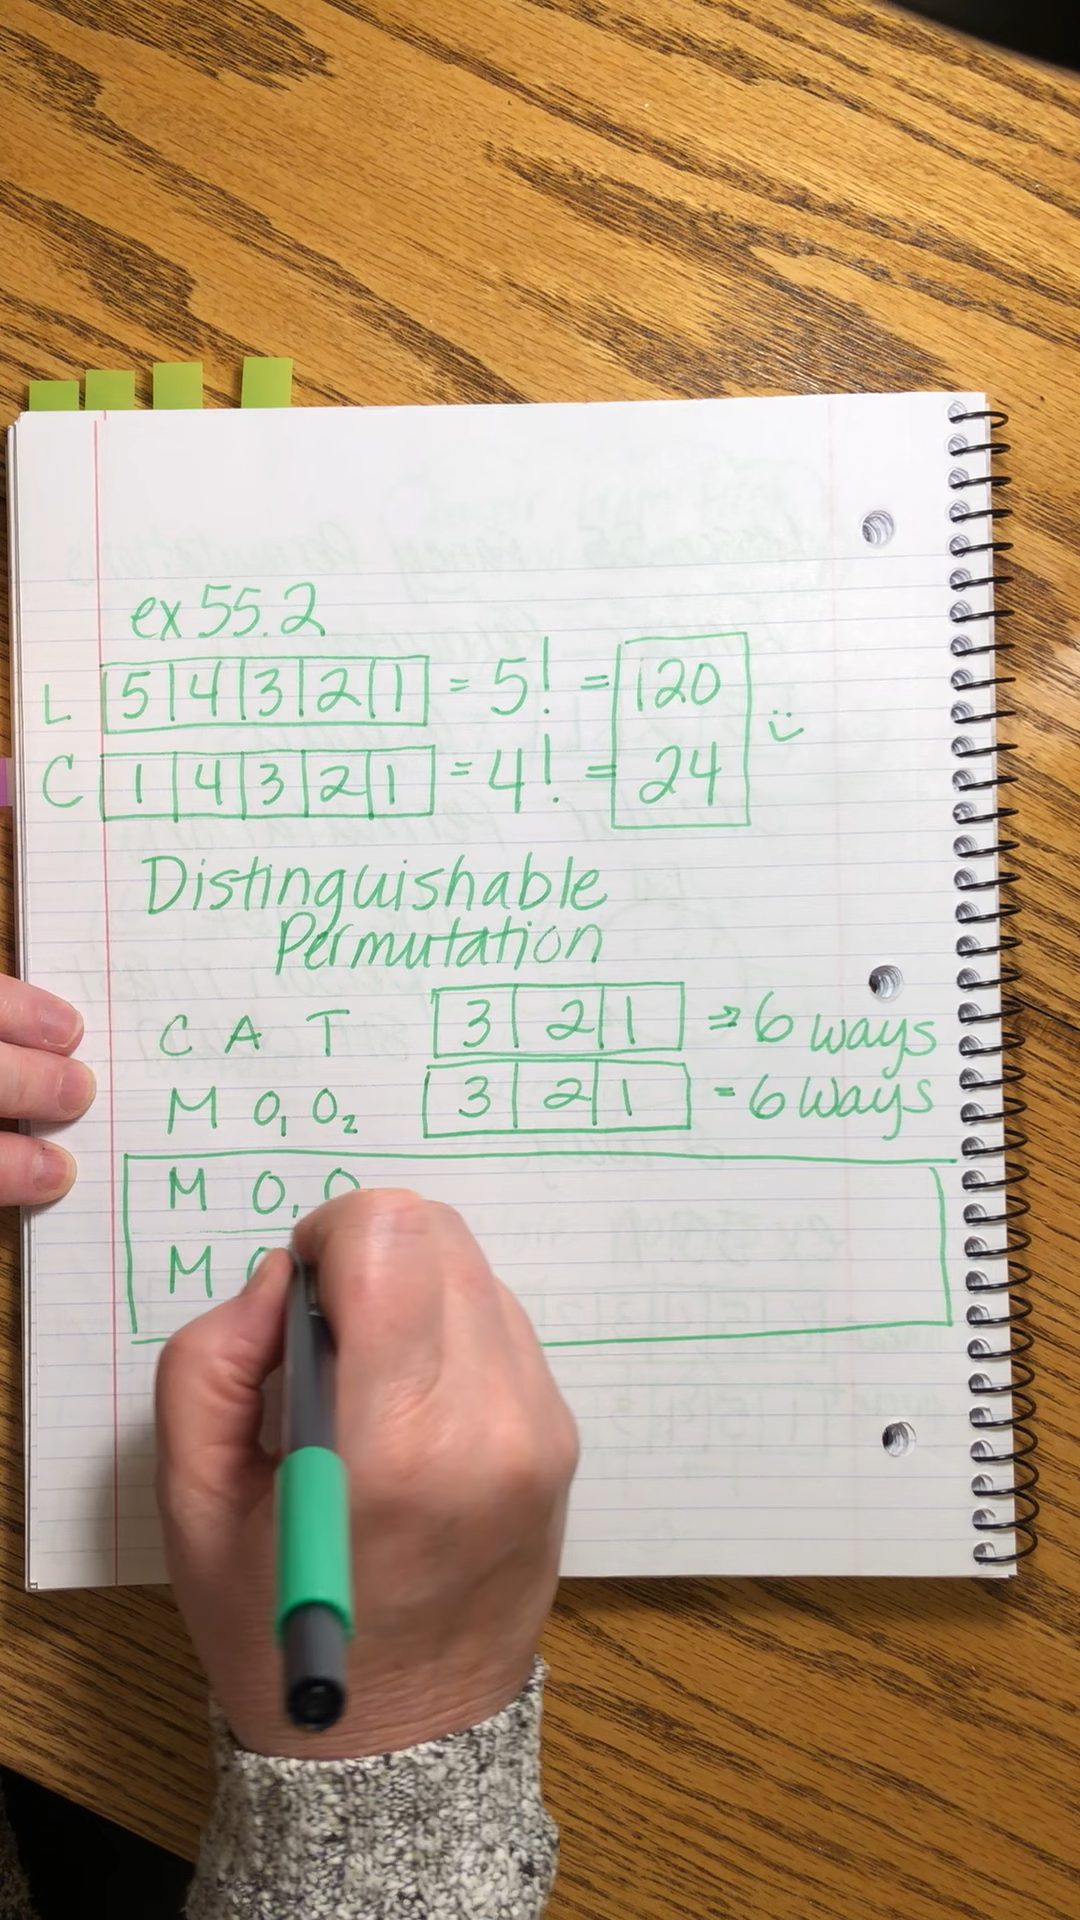 ex 55.2
L 5 4 3 2 1 = 5! = 120
C 1 4 3 2 1 = 4! = 24
Distinguishable
Permutation
C A T 3 2 1 ⇒ 6 ways
M O₁ O₂ 3 2 1 = 6 ways
M O₁ O
M